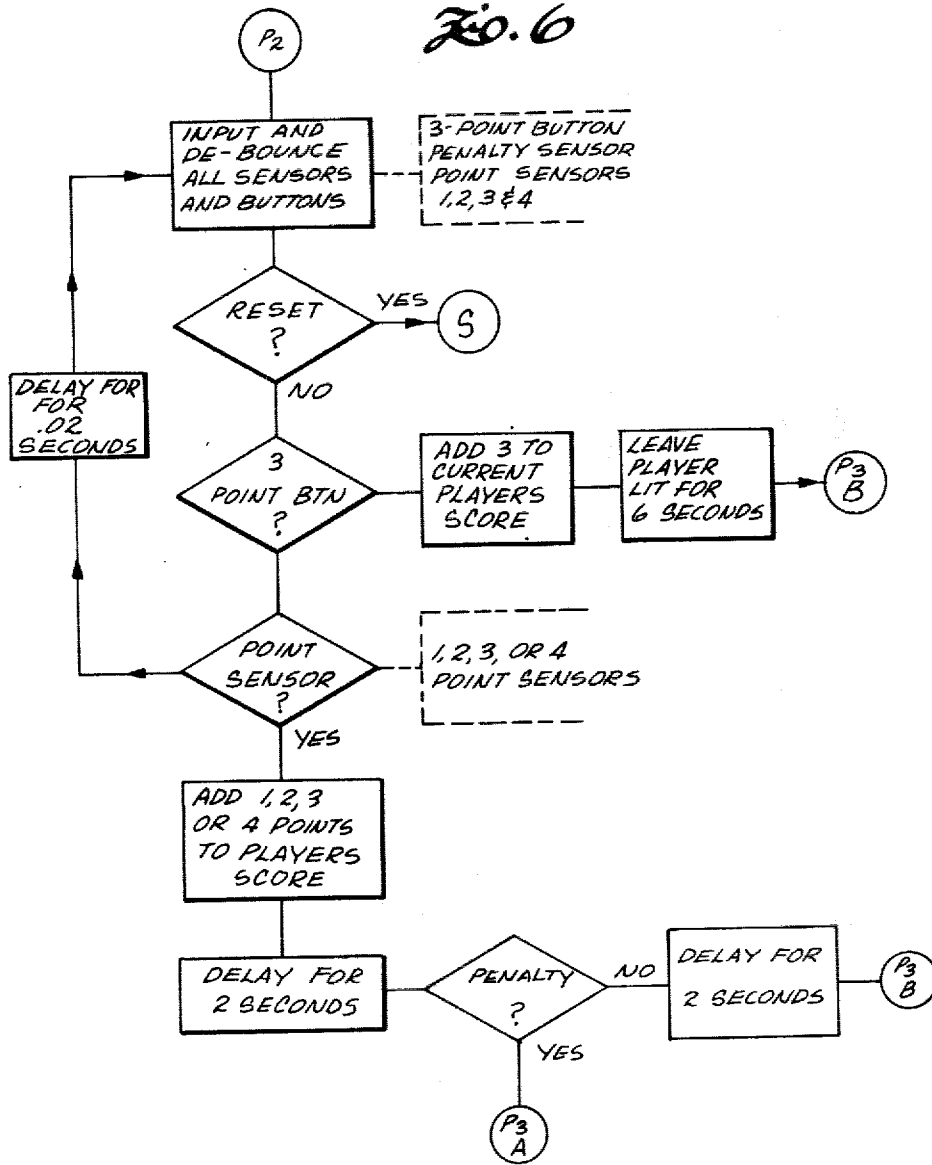 Fig. 6
P2
INPUT AND
DE-BOUNCE
ALL SENSORS
AND BUTTONS
3-POINT BUTTON
PENALTY SENSOR
POINT SENSORS
1,2,3 & 4
RESET
?
YES
S
NO
DELAY FOR
FOR
.02
SECONDS
3
POINT BTN
?
ADD 3 TO
CURRENT
PLAYERS
SCORE
LEAVE
PLAYER
LIT FOR
6 SECONDS
P3
B
POINT
SENSOR
?
1,2,3, OR 4
POINT SENSORS
YES
ADD 1,2,3
OR 4 POINTS
TO PLAYERS
SCORE
DELAY FOR
2 SECONDS
PENALTY
?
NO
DELAY FOR
2 SECONDS
P3
B
YES
P3
A